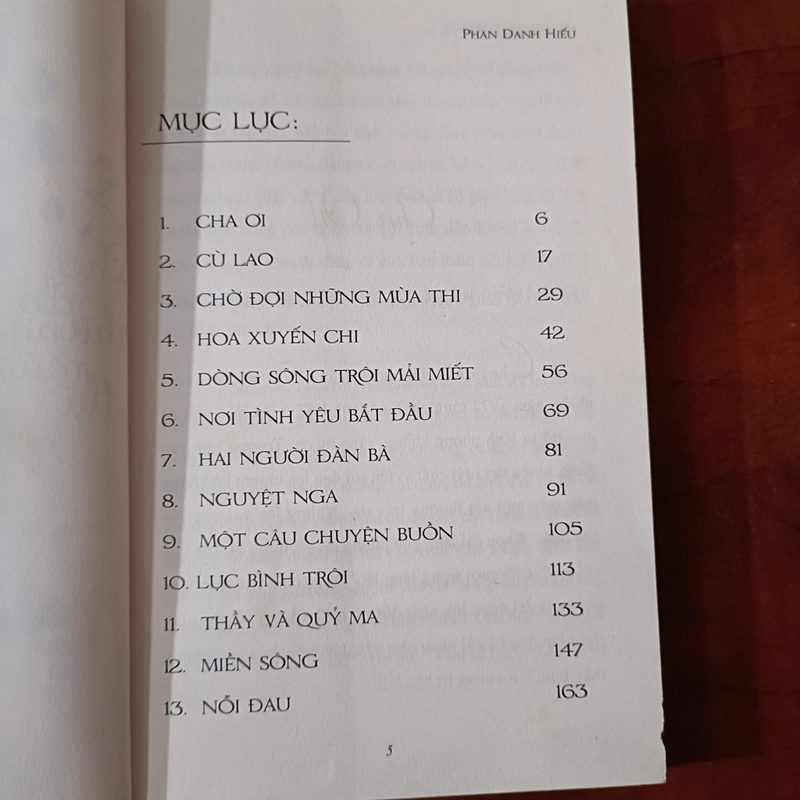 PHAN DANH HIẾU
MỤC LỤC:
1. CHA ƠI 6
2. CÙ LAO 17
3. CHỜ ĐỢI NHỮNG MÙA THI 29
4. HOA XUYẾN CHI 42
5. DÒNG SÔNG TRÔI MẢI MIẾT 56
6. NƠI TÌNH YÊU BẮT ĐẦU 69
7. HAI NGƯỜI ĐÀN BÀ 81
8. NGUYỆT NGA 91
9. MỘT CÂU CHUYỆN BUỒN 105
10. LỤC BÌNH TRÔI 113
11. THẦY VÀ QUỶ MA 133
12. MIỀN SÔNG 147
13. NỖI ĐAU 163
5